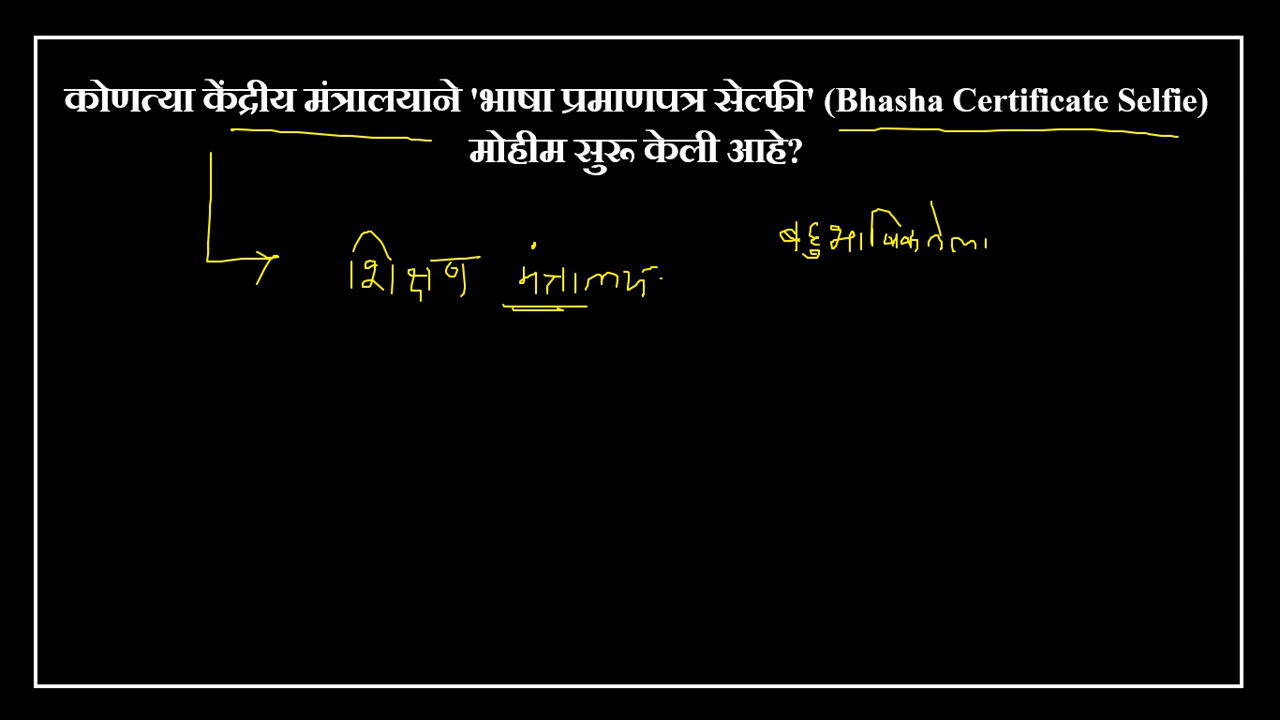 कोणत्या केंद्रीय मंत्रालयाने 'भाषा प्रमाणपत्र सेल्फी' (Bhasha Certificate Selfie)
मोहीम सुरू केली आहे?
बहुभाषिकतेला
शिक्षण मंत्रालय